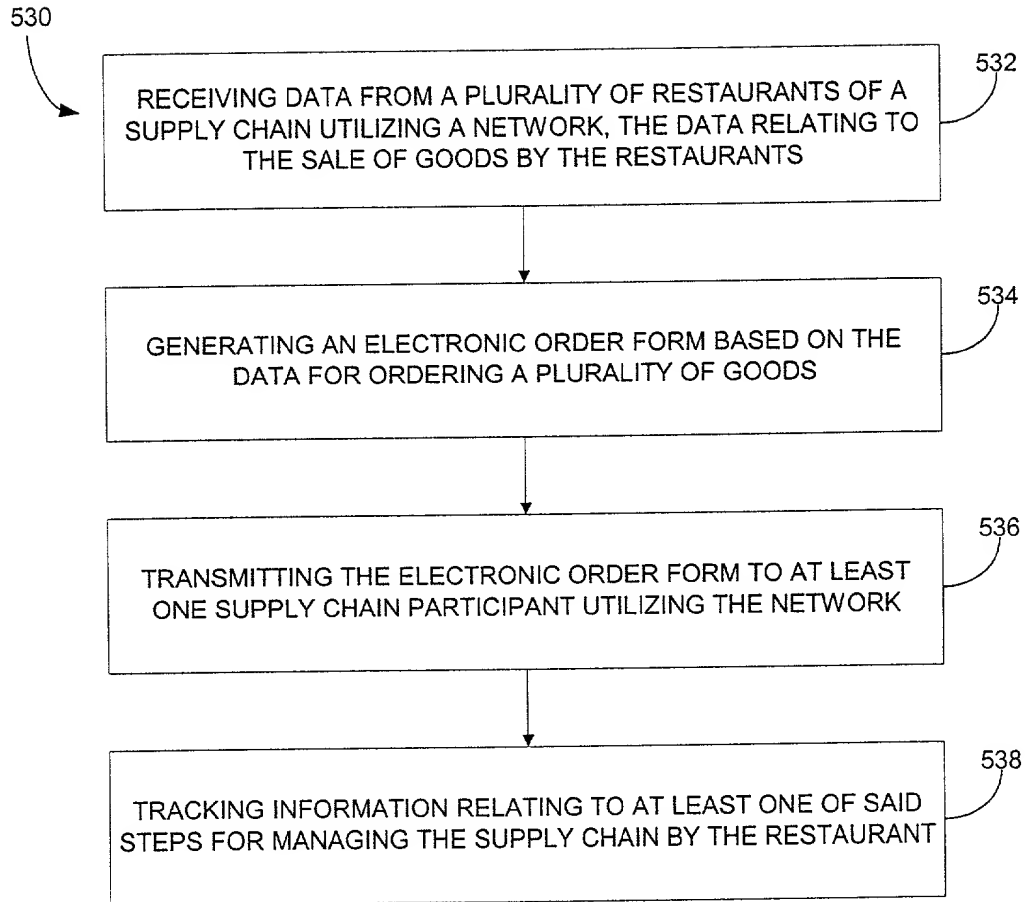 530
532
RECEIVING DATA FROM A PLURALITY OF RESTAURANTS OF A
SUPPLY CHAIN UTILIZING A NETWORK, THE DATA RELATING TO
THE SALE OF GOODS BY THE RESTAURANTS
534
GENERATING AN ELECTRONIC ORDER FORM BASED ON THE
DATA FOR ORDERING A PLURALITY OF GOODS
536
TRANSMITTING THE ELECTRONIC ORDER FORM TO AT LEAST
ONE SUPPLY CHAIN PARTICIPANT UTILIZING THE NETWORK
538
TRACKING INFORMATION RELATING TO AT LEAST ONE OF SAID
STEPS FOR MANAGING THE SUPPLY CHAIN BY THE RESTAURANT